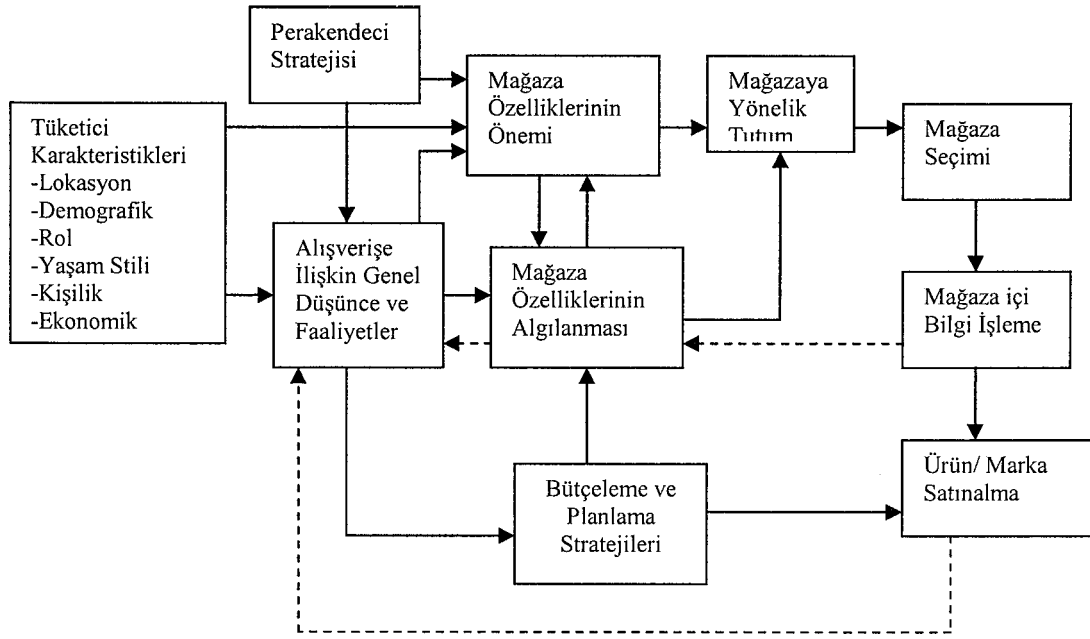 Perakendeci
Stratejisi
Mağaza
Özelliklerinin
Önemi
Mağazaya
Yönelik
Tutum
Mağaza
Seçimi
Tüketici
Karakteristikleri
-Lokasyon
-Demografik
-Rol
-Yaşam Stili
-Kişilik
-Ekonomik
Alışverişe
İlişkin Genel
Düşünce ve
Faaliyetler
Mağaza
Özelliklerinin
Algılanması
Mağaza içi
Bilgi İşleme
Bütçeleme ve
Planlama
Stratejileri
Ürün/ Marka
Satınalma